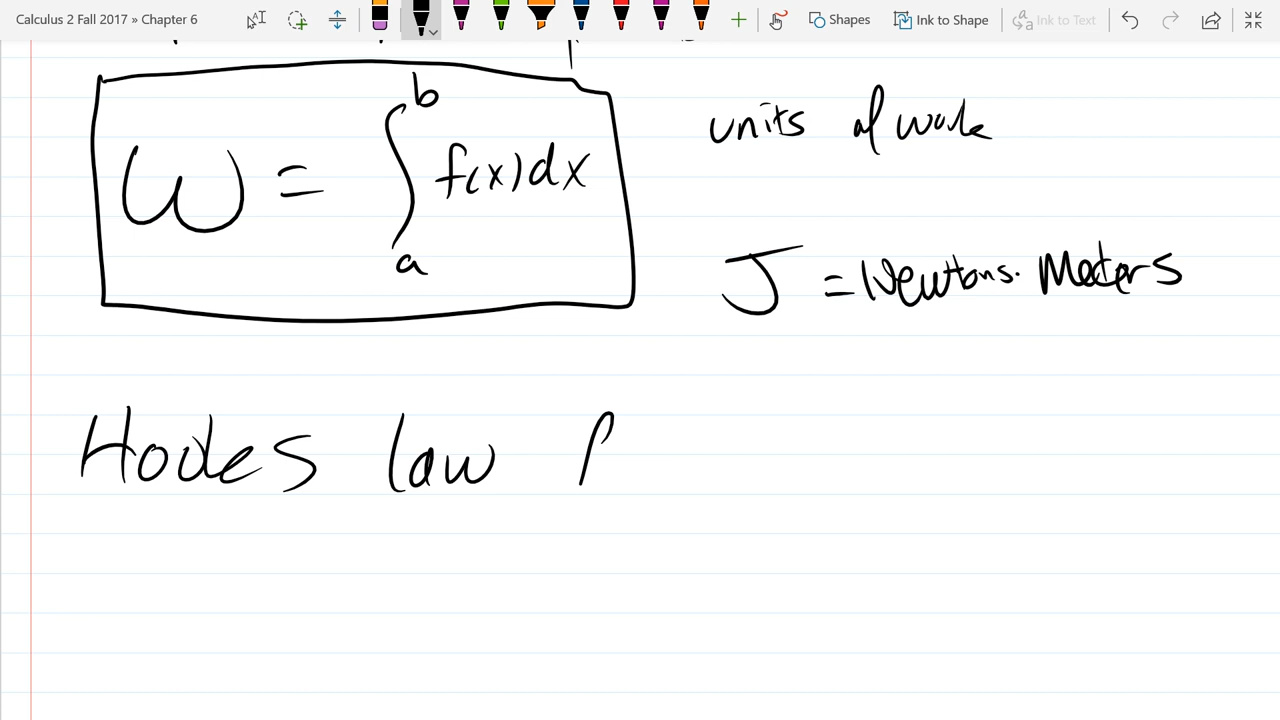 Calculus 2 Fall 2017 » Chapter 6
Shapes
Ink to Shape
Ink to Text
W = ∫_a^b f(x) dx
units of work
J = Newtons · Meters
Hookes law